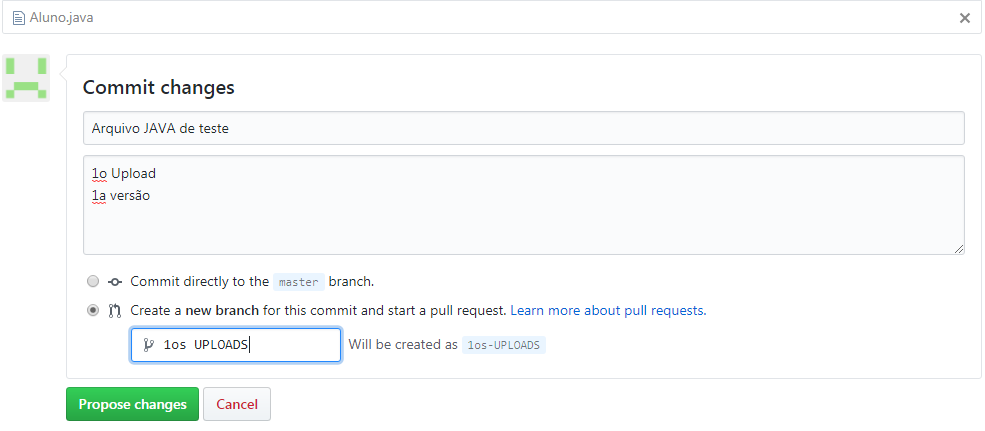 Aluno.java
Commit changes
Arquivo JAVA de teste
1o Upload
1a versão
Commit directly to the master branch.
Create a new branch for this commit and start a pull request. Learn more about pull requests.
1os UPLOADS Will be created as 1os-UPLOADS
Propose changes Cancel